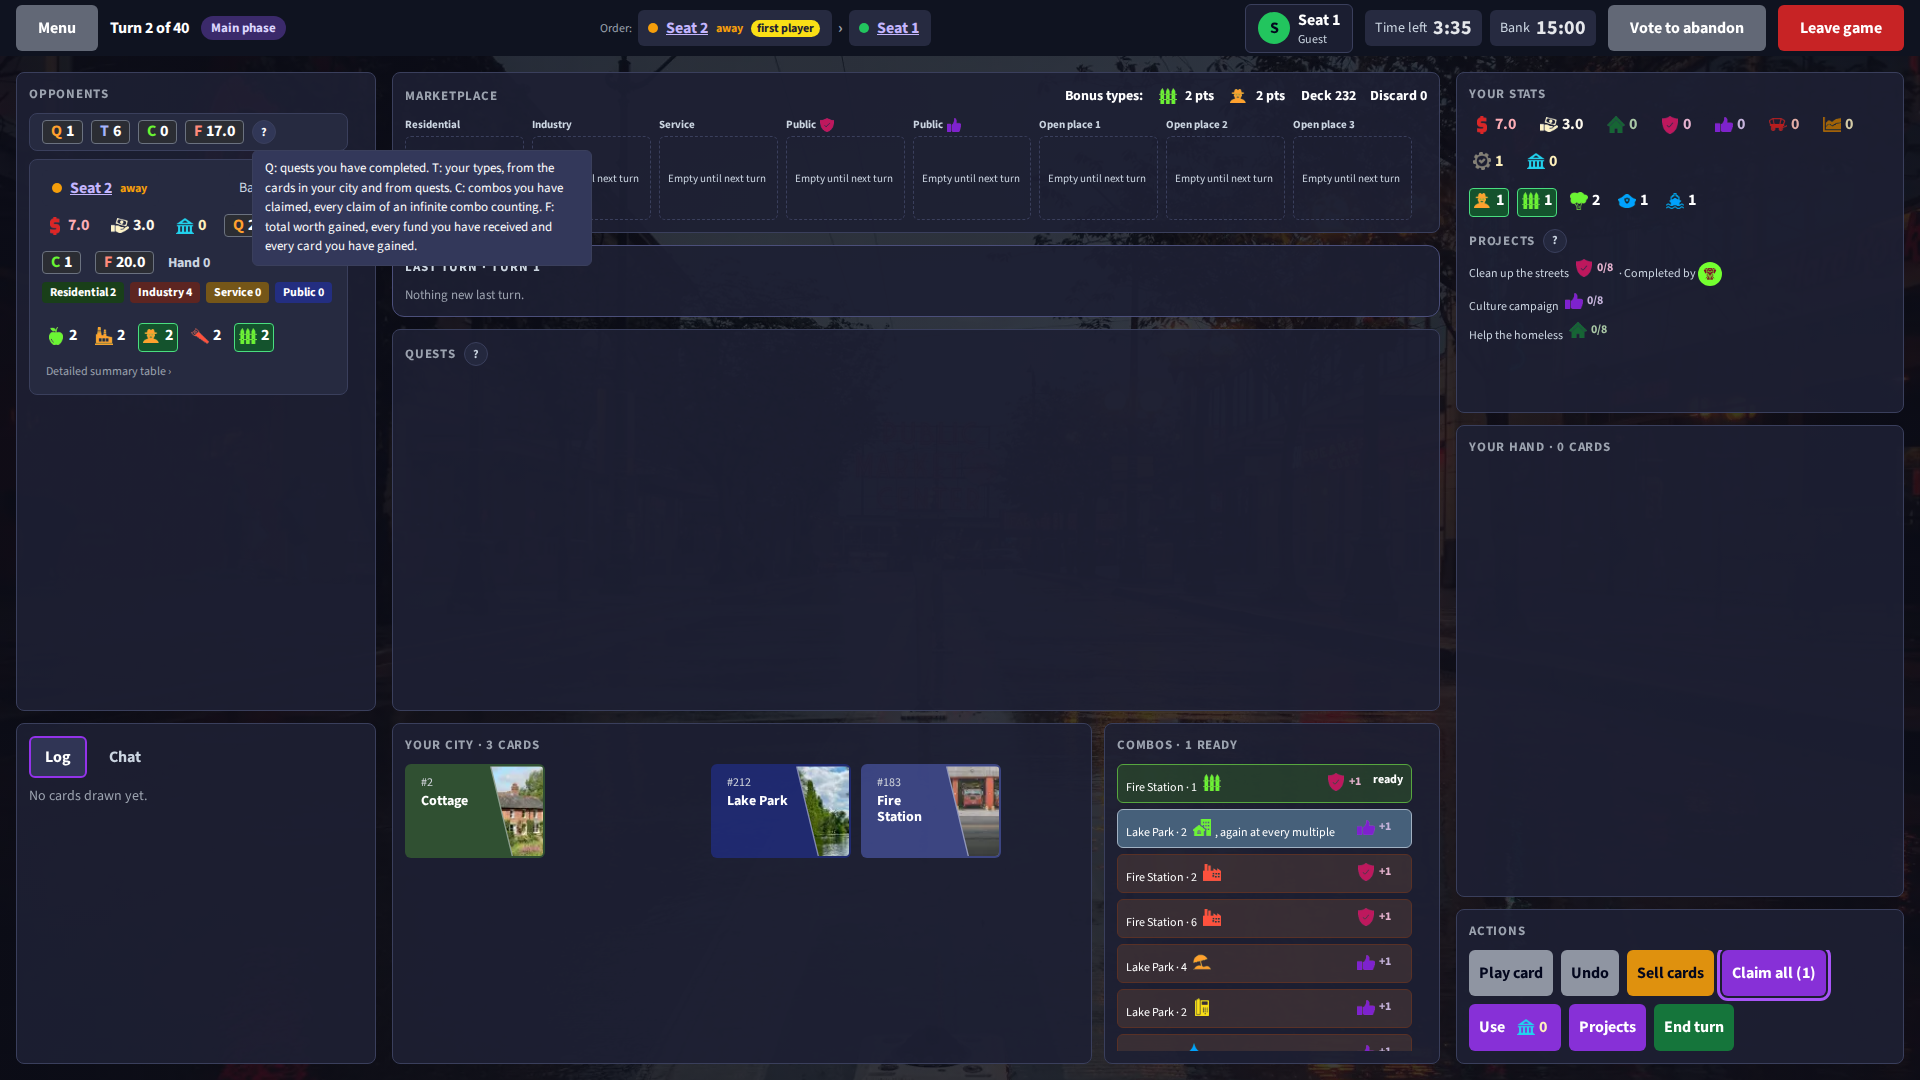 Menu
Turn 2 of 40
Main phase
Order:
Seat 2 away first player
›
Seat 1
S
Seat 1
Guest
Time left 3:35
Bank 15:00
Vote to abandon
Leave game
OPPONENTS
Q 1
T 6
C 0
F 17.0
?
Q: quests you have completed. T: your types, from the
cards in your city and from quests. C: combos you have
claimed, every claim of an infinite combo counting. F:
total worth gained, every fund you have received and
every card you have gained.
Seat 2 away
7.0
3.0
0
C 1
F 20.0
Hand 0
Residential 2
Industry 4
Service 0
Public 0
2
2
2
2
2
Detailed summary table ›
MARKETPLACE
Bonus types:
2 pts
2 pts
Deck 232
Discard 0
Residential
Industry
Service
Public
Public
Open place 1
Open place 2
Open place 3
next turn
Empty until next turn
Empty until next turn
Empty until next turn
Empty until next turn
Empty until next turn
Empty until next turn
LAST TURN · TURN 1
Nothing new last turn.
QUESTS
?
YOUR STATS
7.0
3.0
0
0
0
0
0
1
0
1
1
2
1
1
PROJECTS
?
Clean up the streets 0/8 · Completed by
Culture campaign 0/8
Help the homeless 0/8
YOUR HAND · 0 CARDS
Log
Chat
No cards drawn yet.
YOUR CITY · 3 CARDS
#2
Cottage
#212
Lake Park
#183
Fire
Station
COMBOS · 1 READY
Fire Station · 1 +1 ready
Lake Park · 2 , again at every multiple +1
Fire Station · 2 +1
Fire Station · 6 +1
Lake Park · 4 +1
Lake Park · 2 +1
ACTIONS
Play card
Undo
Sell cards
Claim all (1)
Use 0
Projects
End turn